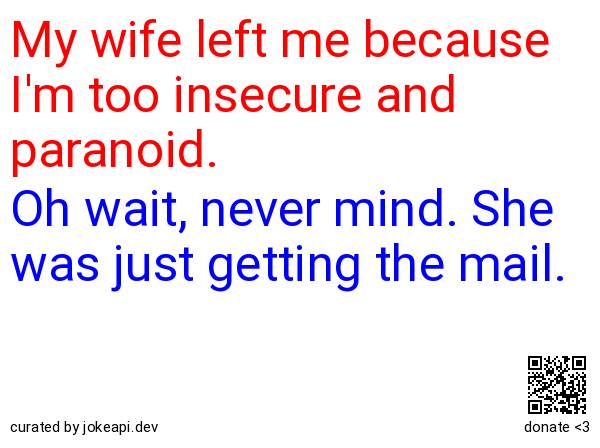 My wife left me because
I'm too insecure and
paranoid.
Oh wait, never mind. She
was just getting the mail.
curated by jokeapi.dev
donate <3